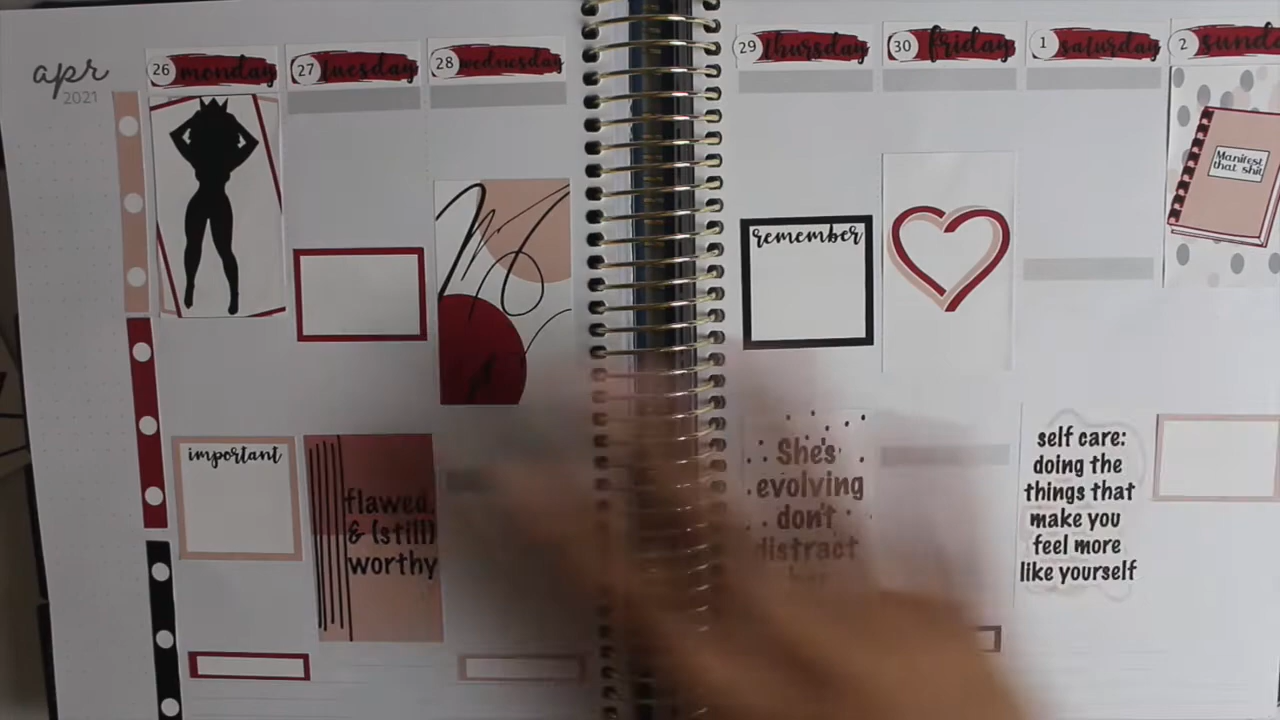 apr
2021
26 monday
27 tuesday
28 wednesday
29 thursday
30 friday
1 saturday
2
Manifest
that shit
remember
important
flawed
& (still)
worthy
She's
evolving
don't
distract
self care:
doing the
things that
make you
feel more
like yourself